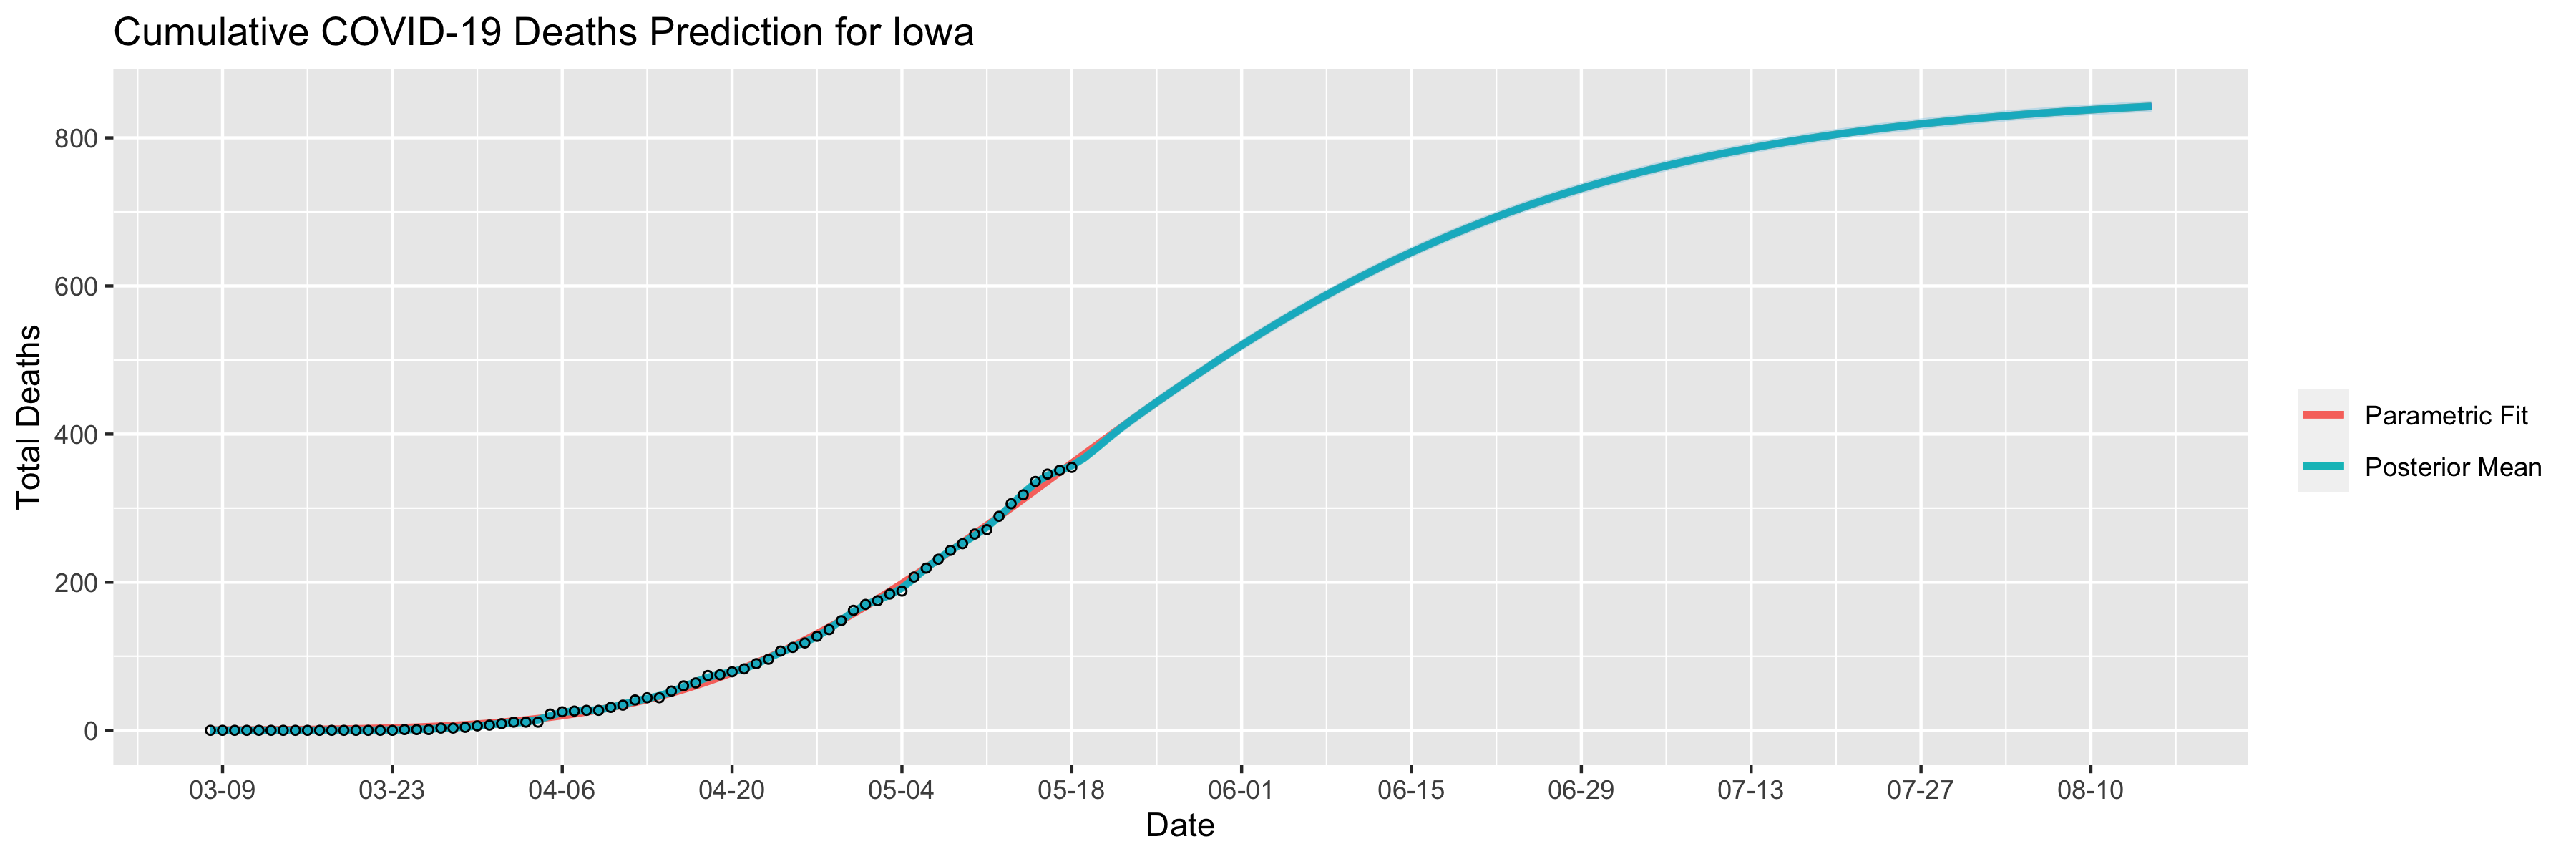 Cumulative COVID-19 Deaths Prediction for Iowa
Total Deaths
800
600
400
200
0
03-09 03-23 04-06 04-20 05-04 05-18 06-01 06-15 06-29 07-13 07-27 08-10
Date
Parametric Fit
Posterior Mean